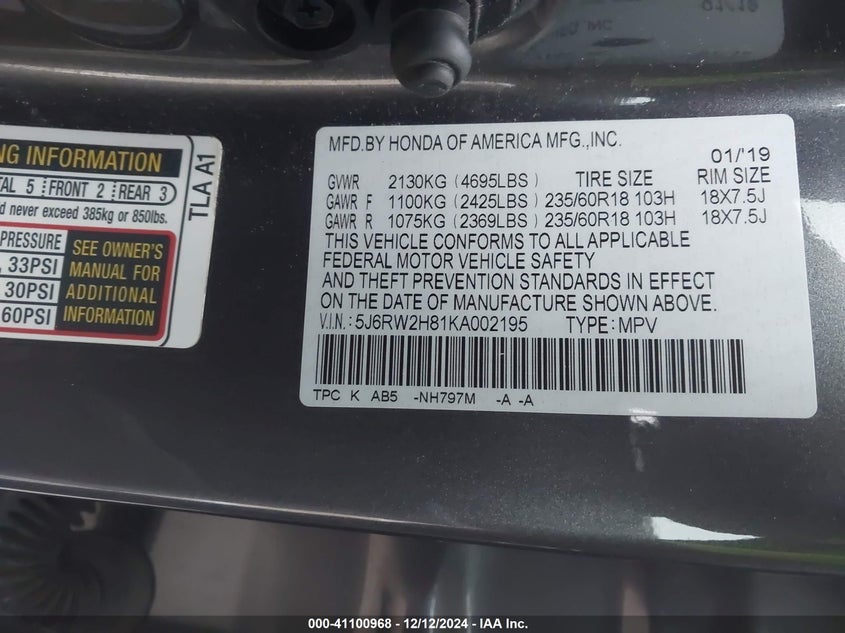 NG INFORMATION
TAL 5 FRONT 2 REAR 3
d never exceed 385kg or 850lbs.
PRESSURE
, 33PSI
30PSI
60PSI
SEE OWNER'S
MANUAL FOR
ADDITIONAL
INFORMATION
TLA A1
MFD.BY HONDA OF AMERICA MFG.,INC.
01/'19
GVWR 2130KG (4695LBS) TIRE SIZE RIM SIZE
GAWR F 1100KG (2425LBS) 235/60R18 103H 18X7.5J
GAWR R 1075KG (2369LBS) 235/60R18 103H 18X7.5J
THIS VEHICLE CONFORMS TO ALL APPLICABLE
FEDERAL MOTOR VEHICLE SAFETY
AND THEFT PREVENTION STANDARDS IN EFFECT
ON THE DATE OF MANUFACTURE SHOWN ABOVE.
V.I.N.:5J6RW2H81KA002195 TYPE:MPV
TPC K AB5 -NH797M -A -A
000-41100968 - 12/12/2024 - IAA Inc.